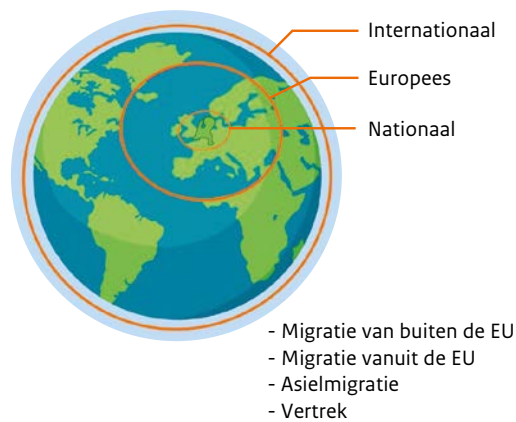 Internationaal
Europees
Nationaal
- Migratie van buiten de EU
- Migratie vanuit de EU
- Asielmigratie
- Vertrek